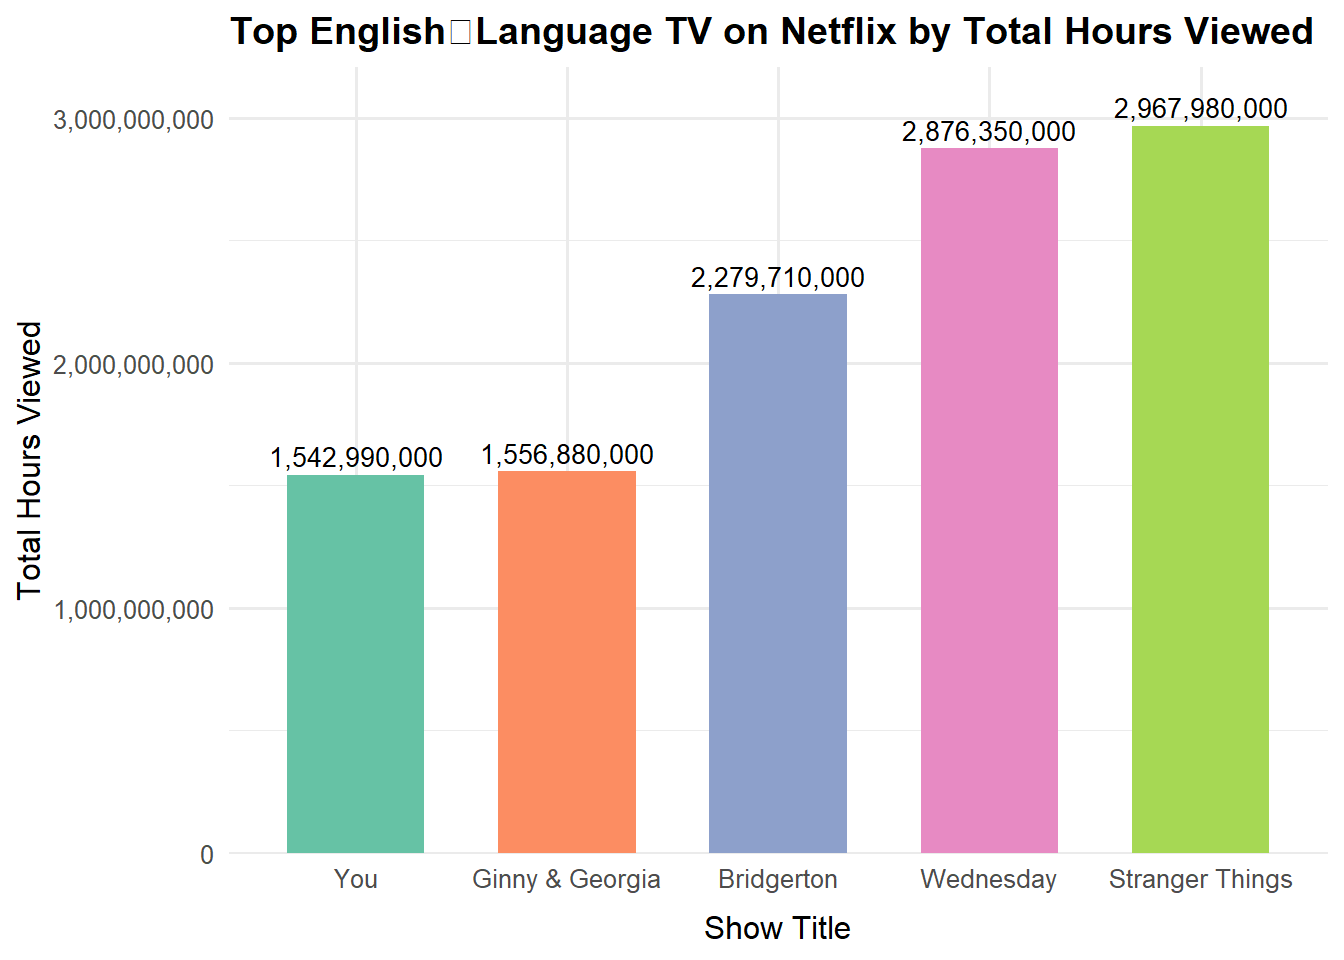 Top English□Language TV on Netflix by Total Hours Viewed
Total Hours Viewed
3,000,000,000
2,000,000,000
1,000,000,000
0
1,542,990,000
1,556,880,000
2,279,710,000
2,876,350,000
2,967,980,000
You
Ginny & Georgia
Bridgerton
Wednesday
Stranger Things
Show Title